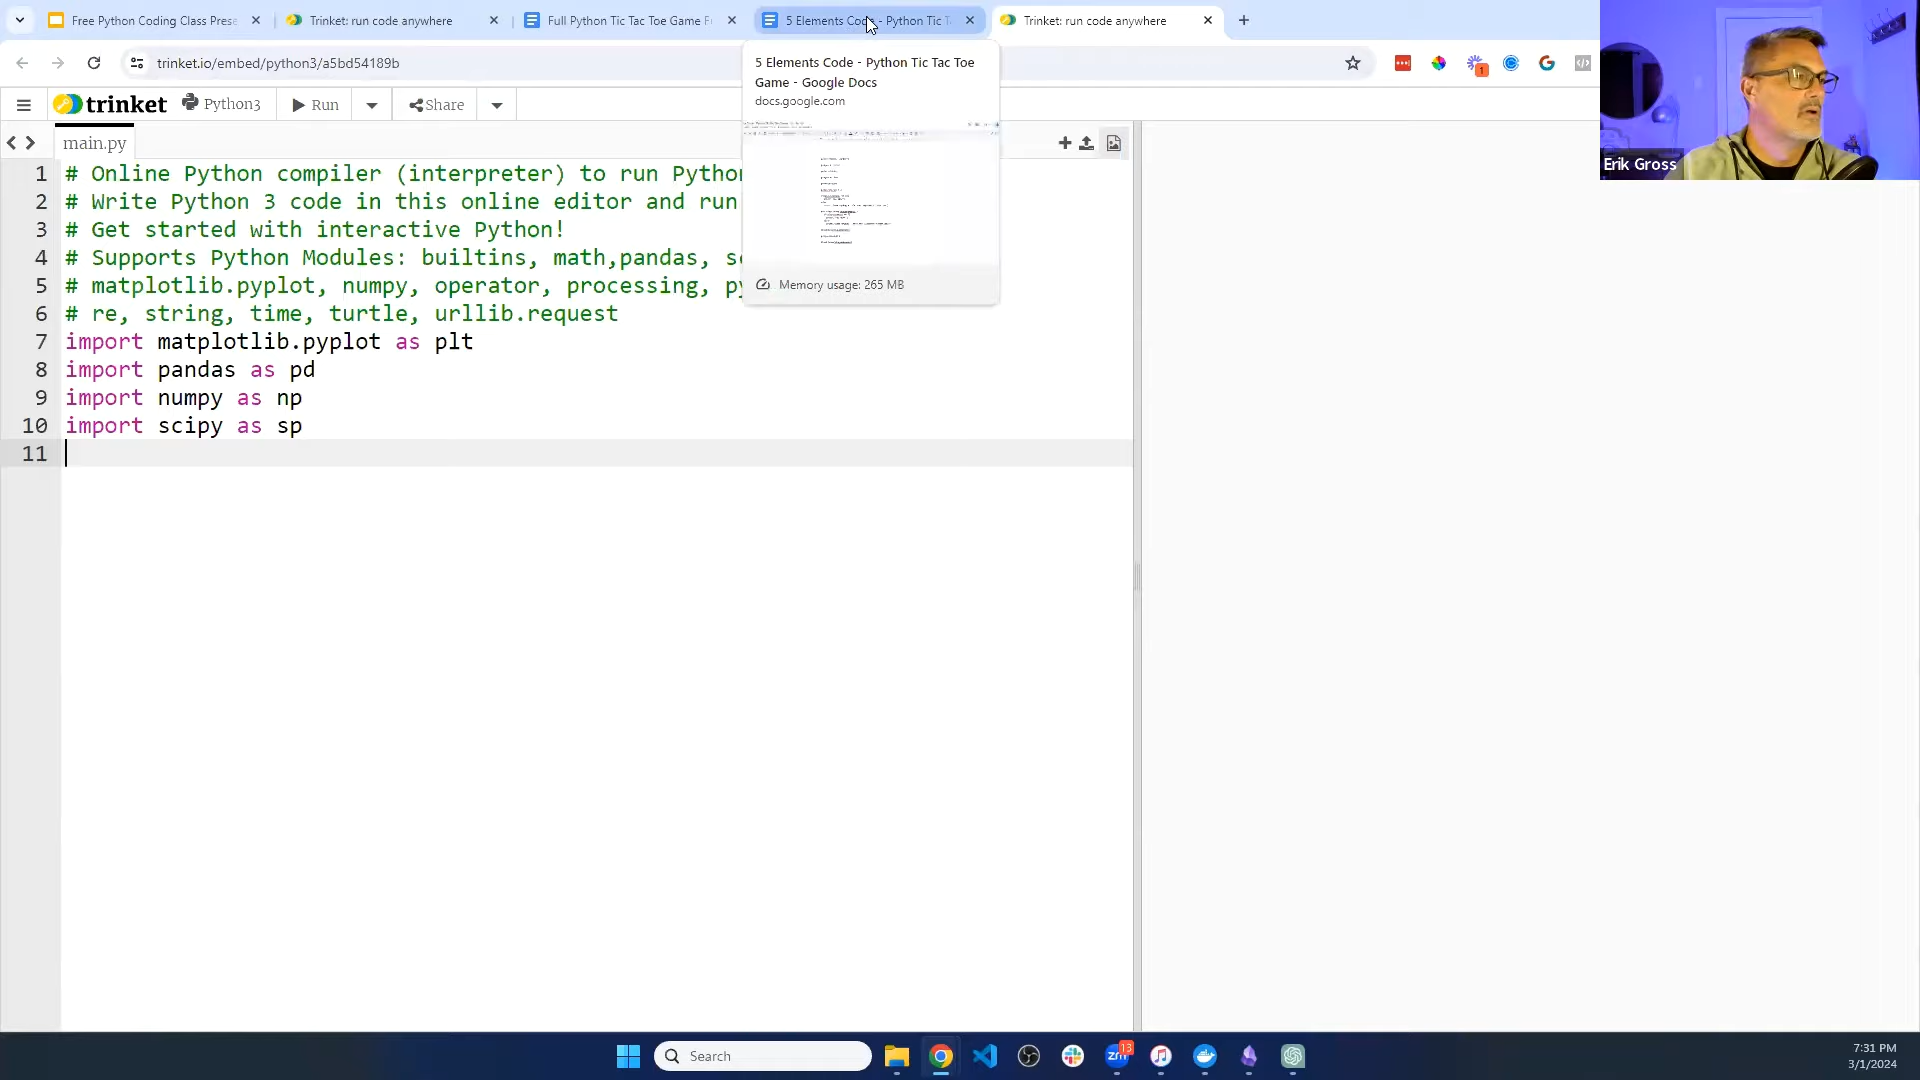 Free Python Coding Class Prese
Trinket: run code anywhere
Full Python Tic Tac Toe Game F
5 Elements Code - Python Tic T
Trinket: run code anywhere
trinket.io/embed/python3/a5bd54189b
1
5 Elements Code - Python Tic Tac Toe
Game - Google Docs
docs.google.com
Memory usage: 265 MB
trinket
Python3
Run
Share
main.py
1 # Online Python compiler (interpreter) to run Python
2 # Write Python 3 code in this online editor and run
3 # Get started with interactive Python!
4 # Supports Python Modules: builtins, math,pandas, sc
5 # matplotlib.pyplot, numpy, operator, processing, py
6 # re, string, time, turtle, urllib.request
7 import matplotlib.pyplot as plt
8 import pandas as pd
9 import numpy as np
10 import scipy as sp
11
Erik Gross
Search
zm
13
7:31 PM
3/1/2024